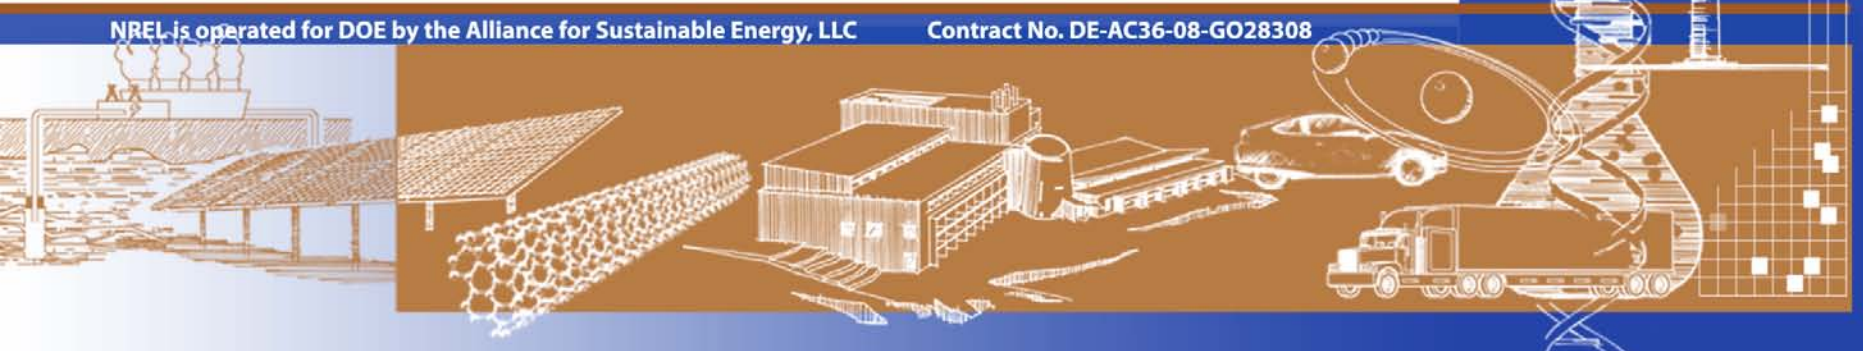 NREL is operated for DOE by the Alliance for Sustainable Energy, LLC Contract No. DE-AC36-08-GO28308